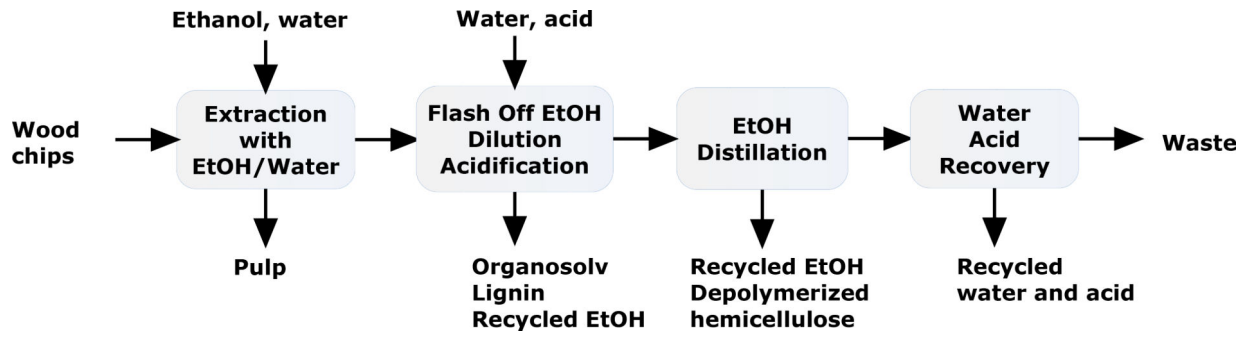 Ethanol, water
Water, acid
Wood
chips
Extraction
with
EtOH/Water
Flash Off EtOH
Dilution
Acidification
EtOH
Distillation
Water
Acid
Recovery
Waste
Pulp
Organosolv
Lignin
Recycled EtOH
Recycled EtOH
Depolymerized
hemicellulose
Recycled
water and acid